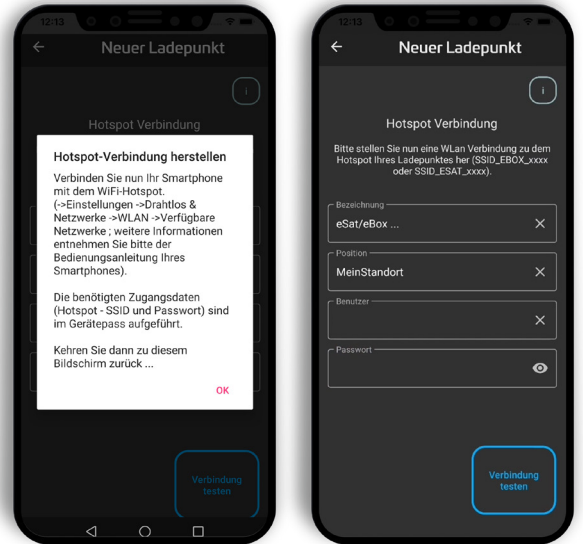 12:13
Neuer Ladepunkt
i
Hotspot Verbindung
Hotspot-Verbindung herstellen
Verbinden Sie nun Ihr Smartphone
mit dem WiFi-Hotspot.
(->Einstellungen ->Drahtlos &
Netzwerke ->WLAN ->Verfügbare
Netzwerke ; weitere Informationen
entnehmen Sie bitte der
Bedienungsanleitung Ihres
Smartphones).
Die benötigten Zugangsdaten
(Hotspot - SSID und Passwort) sind
im Gerätepass aufgeführt.
Kehren Sie dann zu diesem
Bildschirm zurück ...
OK
Verbindung
testen
12:13
Neuer Ladepunkt
i
Hotspot Verbindung
Bitte stellen Sie nun eine WLan Verbindung zu dem
Hotspot Ihres Ladepunktes her (SSID_EBOX_xxxx
oder SSID_ESAT_xxxx).
Bezeichnung
eSat/eBox ...
Position
MeinStandort
Benutzer
Passwort
Verbindung
testen